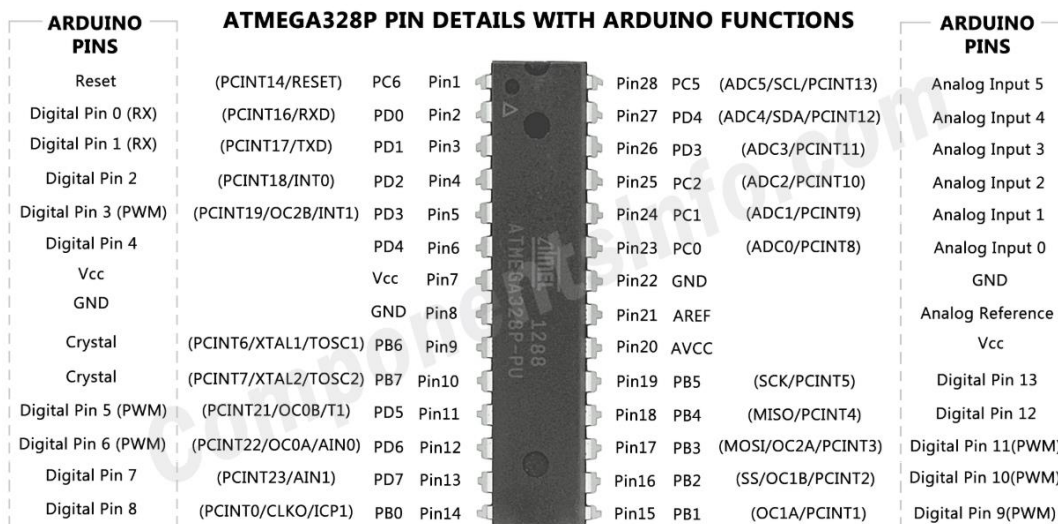 ATMEGA328P PIN DETAILS WITH ARDUINO FUNCTIONS
ARDUINO
PINS
ARDUINO
PINS
Reset (PCINT14/RESET) PC6 Pin1 Pin28 PC5 (ADC5/SCL/PCINT13) Analog Input 5
Digital Pin 0 (RX) (PCINT16/RXD) PD0 Pin2 Pin27 PD4 (ADC4/SDA/PCINT12) Analog Input 4
Digital Pin 1 (RX) (PCINT17/TXD) PD1 Pin3 Pin26 PD3 (ADC3/PCINT11) Analog Input 3
Digital Pin 2 (PCINT18/INT0) PD2 Pin4 Pin25 PC2 (ADC2/PCINT10) Analog Input 2
Digital Pin 3 (PWM) (PCINT19/OC2B/INT1) PD3 Pin5 Pin24 PC1 (ADC1/PCINT9) Analog Input 1
Digital Pin 4 PD4 Pin6 Pin23 PC0 (ADC0/PCINT8) Analog Input 0
Vcc Vcc Pin7 Pin22 GND GND
GND GND Pin8 Pin21 AREF Analog Reference
Crystal (PCINT6/XTAL1/TOSC1) PB6 Pin9 Pin20 AVCC Vcc
Crystal (PCINT7/XTAL2/TOSC2) PB7 Pin10 Pin19 PB5 (SCK/PCINT5) Digital Pin 13
Digital Pin 5 (PWM) (PCINT21/OC0B/T1) PD5 Pin11 Pin18 PB4 (MISO/PCINT4) Digital Pin 12
Digital Pin 6 (PWM) (PCINT22/OC0A/AIN0) PD6 Pin12 Pin17 PB3 (MOSI/OC2A/PCINT3) Digital Pin 11(PWM)
Digital Pin 7 (PCINT23/AIN1) PD7 Pin13 Pin16 PB2 (SS/OC1B/PCINT2) Digital Pin 10(PWM)
Digital Pin 8 (PCINT0/CLKO/ICP1) PB0 Pin14 Pin15 PB1 (OC1A/PCINT1) Digital Pin 9(PWM)
ATMEL
1288
ATMEGA328P-PU
Componentsinfo.com